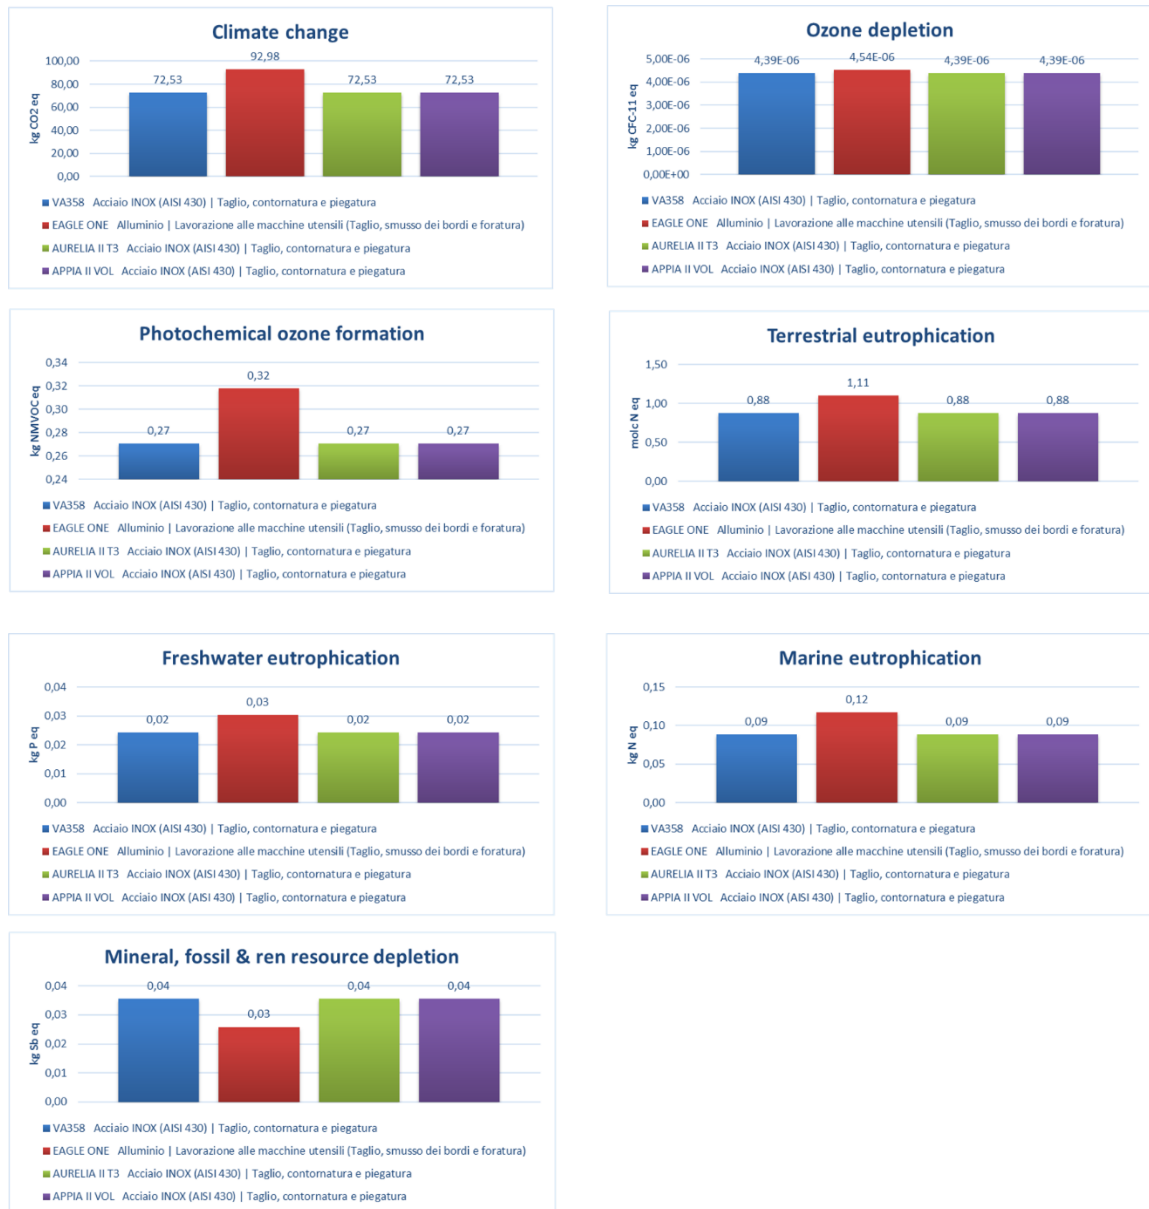 Climate change
92,98
100,00
72,53
72,53
72,53
80,00
60,00
40,00
20,00
0,00
kg CO2 eq
VA358 Acciaio INOX (AISI 430) | Taglio, contornatura e piegatura
EAGLE ONE Alluminio | Lavorazione alle macchine utensili (Taglio, smusso dei bordi e foratura)
AURELIA II T3 Acciaio INOX (AISI 430) | Taglio, contornatura e piegatura
APPIA II VOL Acciaio INOX (AISI 430) | Taglio, contornatura e piegatura
Ozone depletion
5,00E-06
4,39E-06
4,54E-06
4,39E-06
4,39E-06
4,00E-06
3,00E-06
2,00E-06
1,00E-06
0,00E+00
kg CFC-11 eq
VA358 Acciaio INOX (AISI 430) | Taglio, contornatura e piegatura
EAGLE ONE Alluminio | Lavorazione alle macchine utensili (Taglio, smusso dei bordi e foratura)
AURELIA II T3 Acciaio INOX (AISI 430) | Taglio, contornatura e piegatura
APPIA II VOL Acciaio INOX (AISI 430) | Taglio, contornatura e piegatura
Photochemical ozone formation
0,34
0,32
0,32
0,30
0,28
0,27
0,27
0,27
0,26
0,24
kg NMVOC eq
VA358 Acciaio INOX (AISI 430) | Taglio, contornatura e piegatura
EAGLE ONE Alluminio | Lavorazione alle macchine utensili (Taglio, smusso dei bordi e foratura)
AURELIA II T3 Acciaio INOX (AISI 430) | Taglio, contornatura e piegatura
APPIA II VOL Acciaio INOX (AISI 430) | Taglio, contornatura e piegatura
Terrestrial eutrophication
1,50
1,11
1,00
0,88
0,88
0,88
0,50
0,00
molc N eq
VA358 Acciaio INOX (AISI 430) | Taglio, contornatura e piegatura
EAGLE ONE Alluminio | Lavorazione alle macchine utensili (Taglio, smusso dei bordi e foratura)
AURELIA II T3 Acciaio INOX (AISI 430) | Taglio, contornatura e piegatura
APPIA II VOL Acciaio INOX (AISI 430) | Taglio, contornatura e piegatura
Freshwater eutrophication
0,04
0,03
0,03
0,02
0,02
0,02
0,02
0,01
0,00
kg P eq
VA358 Acciaio INOX (AISI 430) | Taglio, contornatura e piegatura
EAGLE ONE Alluminio | Lavorazione alle macchine utensili (Taglio, smusso dei bordi e foratura)
AURELIA II T3 Acciaio INOX (AISI 430) | Taglio, contornatura e piegatura
APPIA II VOL Acciaio INOX (AISI 430) | Taglio, contornatura e piegatura
Marine eutrophication
0,15
0,12
0,10
0,09
0,09
0,09
0,05
0,00
kg N eq
VA358 Acciaio INOX (AISI 430) | Taglio, contornatura e piegatura
EAGLE ONE Alluminio | Lavorazione alle macchine utensili (Taglio, smusso dei bordi e foratura)
AURELIA II T3 Acciaio INOX (AISI 430) | Taglio, contornatura e piegatura
APPIA II VOL Acciaio INOX (AISI 430) | Taglio, contornatura e piegatura
Mineral, fossil & ren resource depletion
0,04
0,04
0,04
0,04
0,03
0,03
0,02
0,01
0,00
kg Sb eq
VA358 Acciaio INOX (AISI 430) | Taglio, contornatura e piegatura
EAGLE ONE Alluminio | Lavorazione alle macchine utensili (Taglio, smusso dei bordi e foratura)
AURELIA II T3 Acciaio INOX (AISI 430) | Taglio, contornatura e piegatura
APPIA II VOL Acciaio INOX (AISI 430) | Taglio, contornatura e piegatura